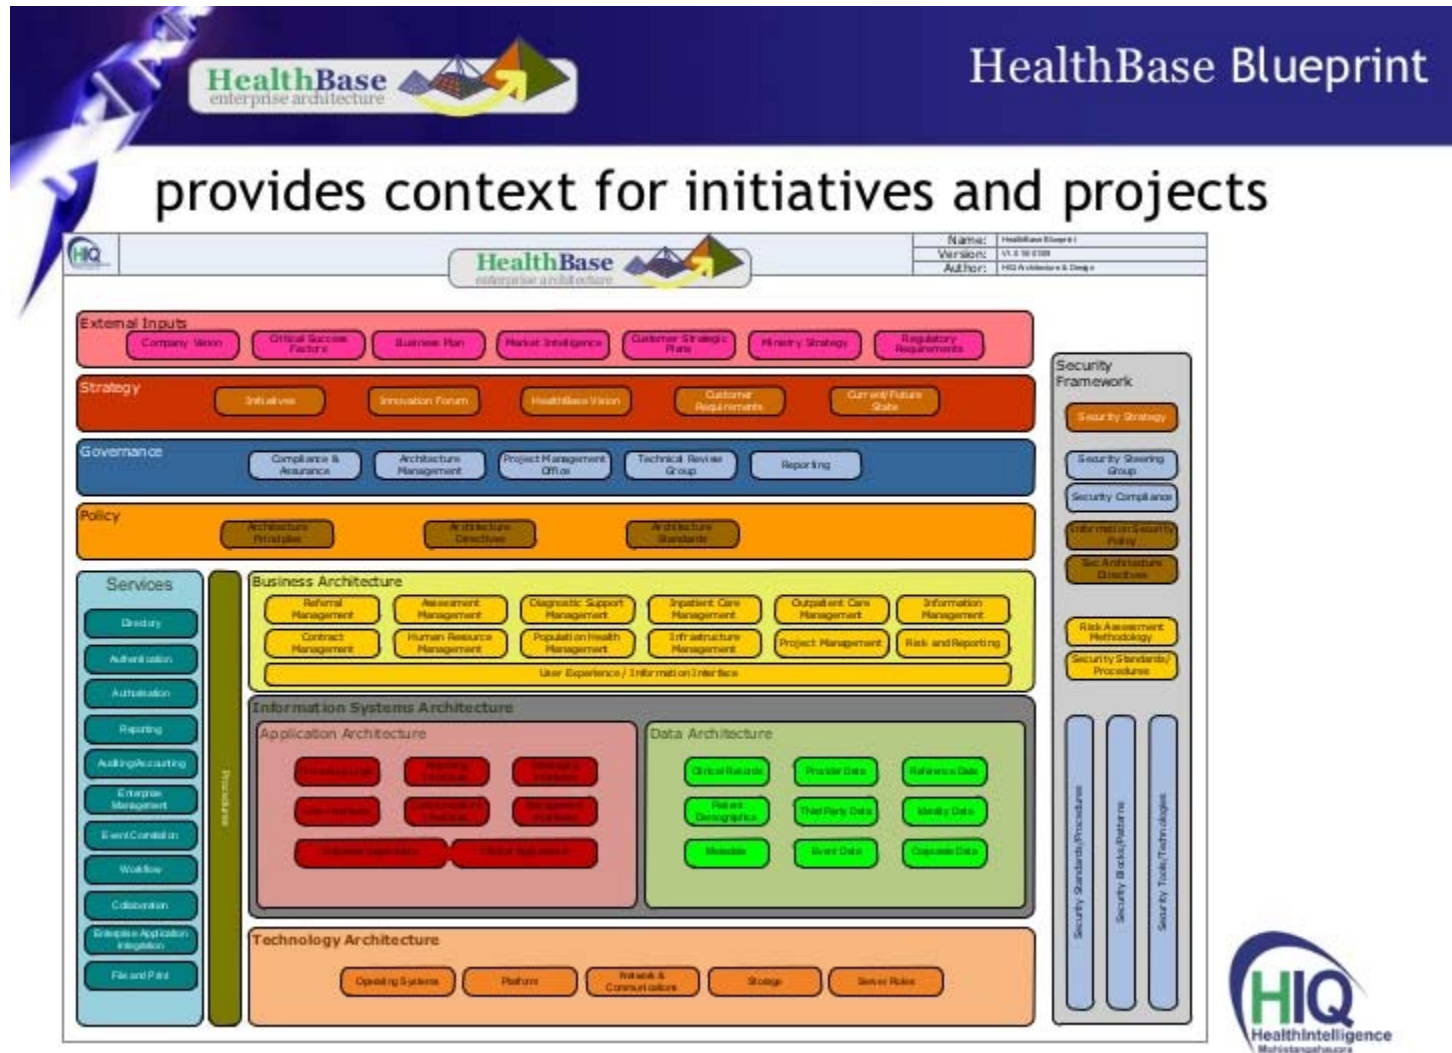 HealthBase
enterprise architecture
HealthBase Blueprint
provides context for initiatives and projects
HIQ
HealthBase
enterprise architecture
Name:
HealthBase Blueprint
Version:
Author:
HIQ Architecture & Design
External Inputs
Company Vision
Critical Success
Factors
Business Plan
Market Intelligence
Customer Strategic
Plans
Ministry Strategy
Regulatory
Requirements
Strategy
Initiatives
Innovation Forum
HealthBase Vision
Customer
Requirements
Current/Future
State
Governance
Compliance &
Assurance
Architecture
Management
Project Management
Office
Technical Review
Group
Reporting
Policy
Architecture
Principles
Architecture
Directives
Architecture
Standards
Services
Directory
Authentication
Authorisation
Reporting
Auditing/Accounting
Enterprise
Management
Event Correlation
Workflow
Collaboration
Enterprise Application
Integration
File and Print
Procedures
Business Architecture
Referral
Management
Assessment
Management
Diagnostic Support
Management
Inpatient Care
Management
Outpatient Care
Management
Information
Management
Contract
Management
Human Resource
Management
Population Health
Management
Infrastructure
Management
Project Management
Risk and Reporting
User Experience / Information Interface
Information Systems Architecture
Application Architecture
Data Architecture
Clinical Records
Provider Data
Reference Data
Patient
Demographics
Third Party Data
Identity Data
Metadata
Event Data
Corporate Data
Technology Architecture
Operating Systems
Platform
Network &
Communications
Storage
Server Roles
Security
Framework
Security Strategy
Security Steering
Group
Security Compliance
Information Security
Policy
Sec Architecture
Directives
Risk Assessment
Methodology
Security Standards/
Procedures
Security Standards/Procedures
Security Blocks/Patterns
Security Tools/Technologies
HIQ
HealthIntelligence